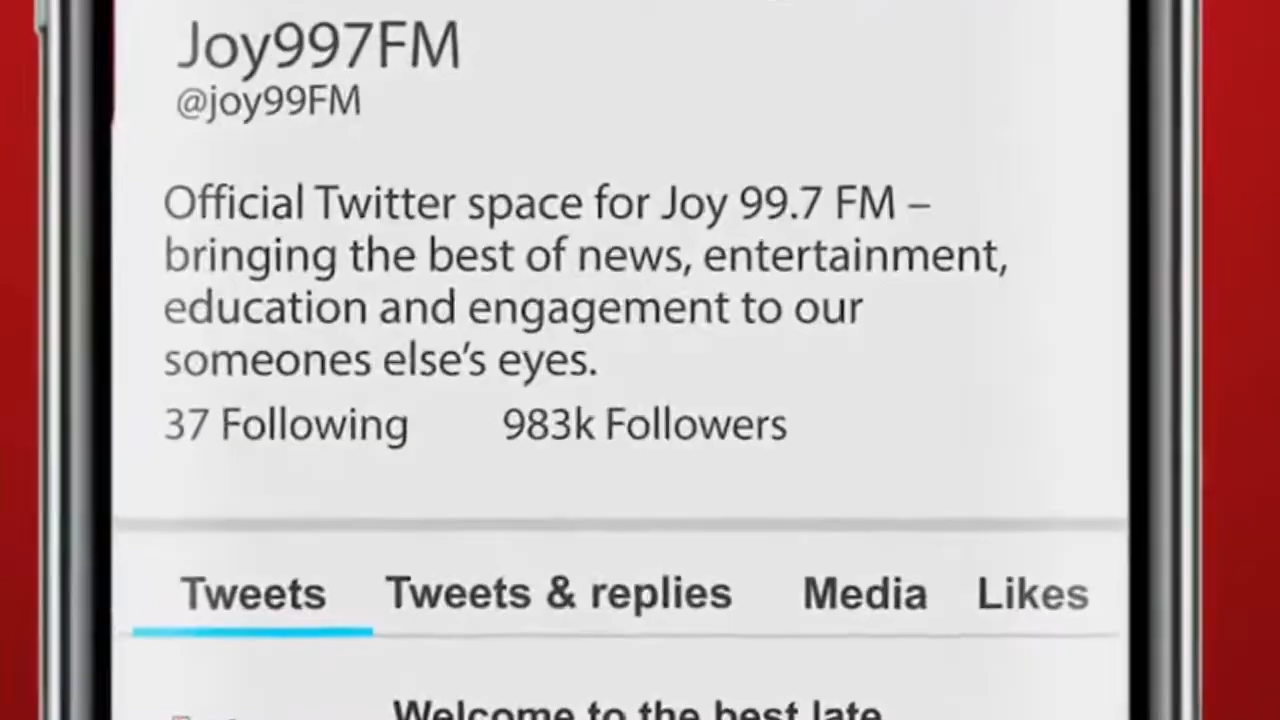 Joy997FM
@joy99FM
Official Twitter space for Joy 99.7 FM –
bringing the best of news, entertainment,
education and engagement to our
someones else's eyes.
37 Following 983k Followers
Tweets Tweets & replies Media Likes
Welcome to the best late